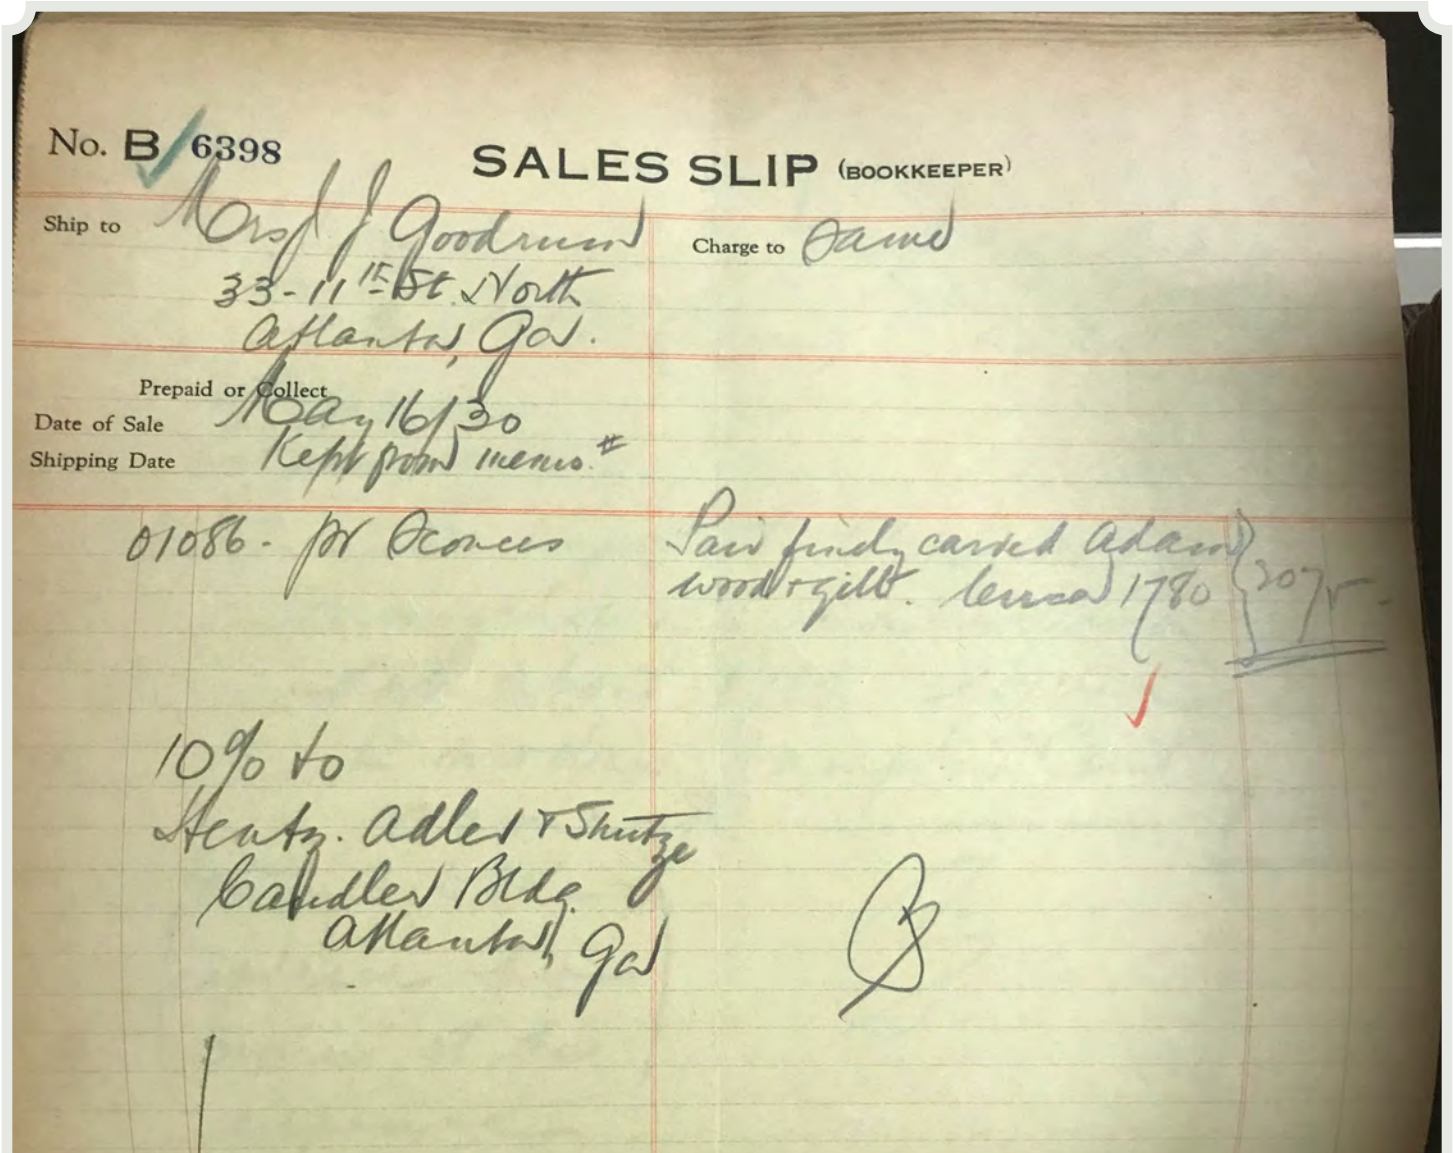 No. B 6398 SALES SLIP (BOOKKEEPER)
Ship to Mrs J J Goodrum Charge to Same
33-11th St. North
Atlanta, Ga.
Prepaid or Collect
Date of Sale May 16/30
Shipping Date Kept from memo. #
01086 - pr Sconces
Pair finely carved Adam
wood + gilt. Circa 1780
10% to
Hentz. Adler + Shutze
Candler Bldg.
Atlanta, Ga